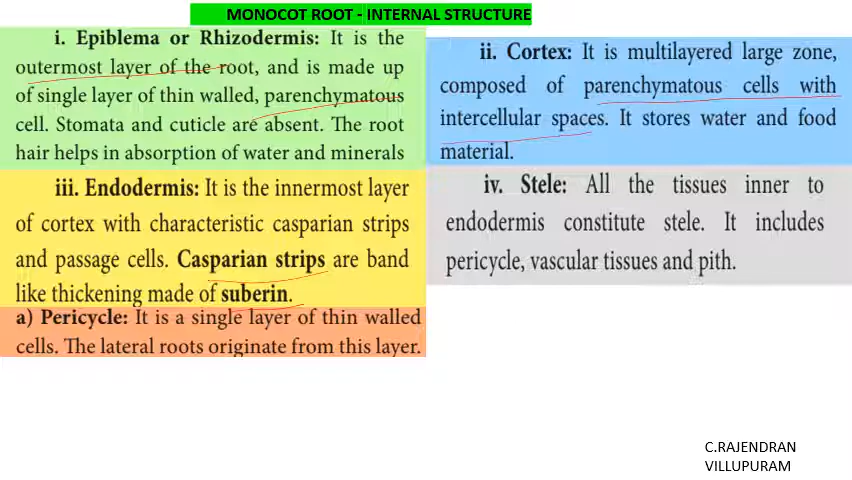 MONOCOT ROOT - INTERNAL STRUCTURE
i. Epiblema or Rhizodermis: It is the
outermost layer of the root, and is made up
of single layer of thin walled, parenchymatous
cell. Stomata and cuticle are absent. The root
hair helps in absorption of water and minerals
ii. Cortex: It is multilayered large zone,
composed of parenchymatous cells with
intercellular spaces. It stores water and food
material.
iii. Endodermis: It is the innermost layer
of cortex with characteristic casparian strips
and passage cells. Casparian strips are band
like thickening made of suberin.
iv. Stele: All the tissues inner to
endodermis constitute stele. It includes
pericycle, vascular tissues and pith.
a) Pericycle: It is a single layer of thin walled
cells. The lateral roots originate from this layer.
C.RAJENDRAN
VILLUPURAM